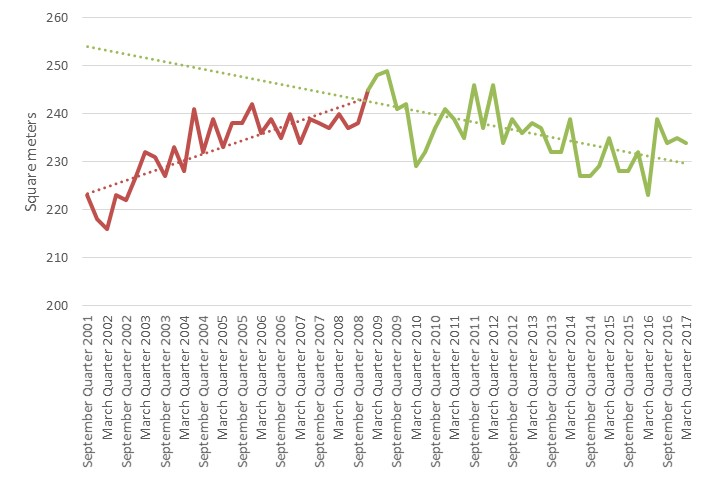 260
250
240
230
220
210
200
Square meters
September Quarter 2001
March Quarter 2002
September Quarter 2002
March Quarter 2003
September Quarter 2003
March Quarter 2004
September Quarter 2004
March Quarter 2005
September Quarter 2005
March Quarter 2006
September Quarter 2006
March Quarter 2007
September Quarter 2007
March Quarter 2008
September Quarter 2008
March Quarter 2009
September Quarter 2009
March Quarter 2010
September Quarter 2010
March Quarter 2011
September Quarter 2011
March Quarter 2012
September Quarter 2012
March Quarter 2013
September Quarter 2013
March Quarter 2014
September Quarter 2014
March Quarter 2015
September Quarter 2015
March Quarter 2016
September Quarter 2016
March Quarter 2017